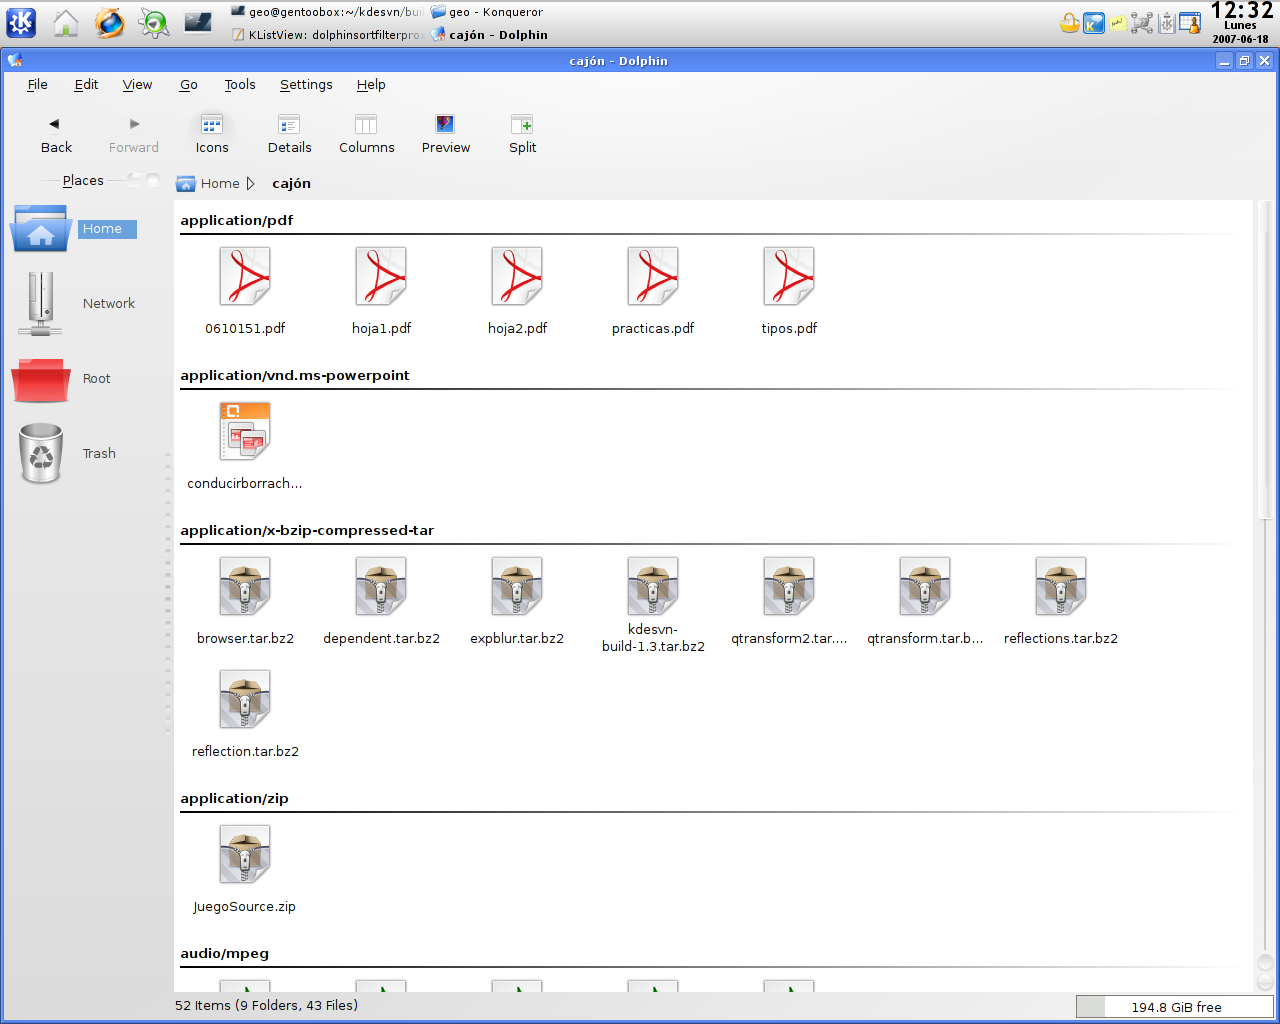 geo@gentoobox:~/kdesvn/bui
geo - Konqueror
KListView: dolphinsortfilterpro
cajón - Dolphin
12:32
Lunes
2007-06-18
cajón - Dolphin
File Edit View Go Tools Settings Help
Back Forward Icons Details Columns Preview Split
Places
Home cajón
Home
Network
Root
Trash
application/pdf
0610151.pdf hoja1.pdf hoja2.pdf practicas.pdf tipos.pdf
application/vnd.ms-powerpoint
conducirborrach...
application/x-bzip-compressed-tar
browser.tar.bz2 dependent.tar.bz2 expblur.tar.bz2 kdesvn-
build-1.3.tar.bz2 qtransform2.tar.... qtransform.tar.b... reflections.tar.bz2
reflection.tar.bz2
application/zip
JuegoSource.zip
audio/mpeg
52 Items (9 Folders, 43 Files)
194.8 GiB free